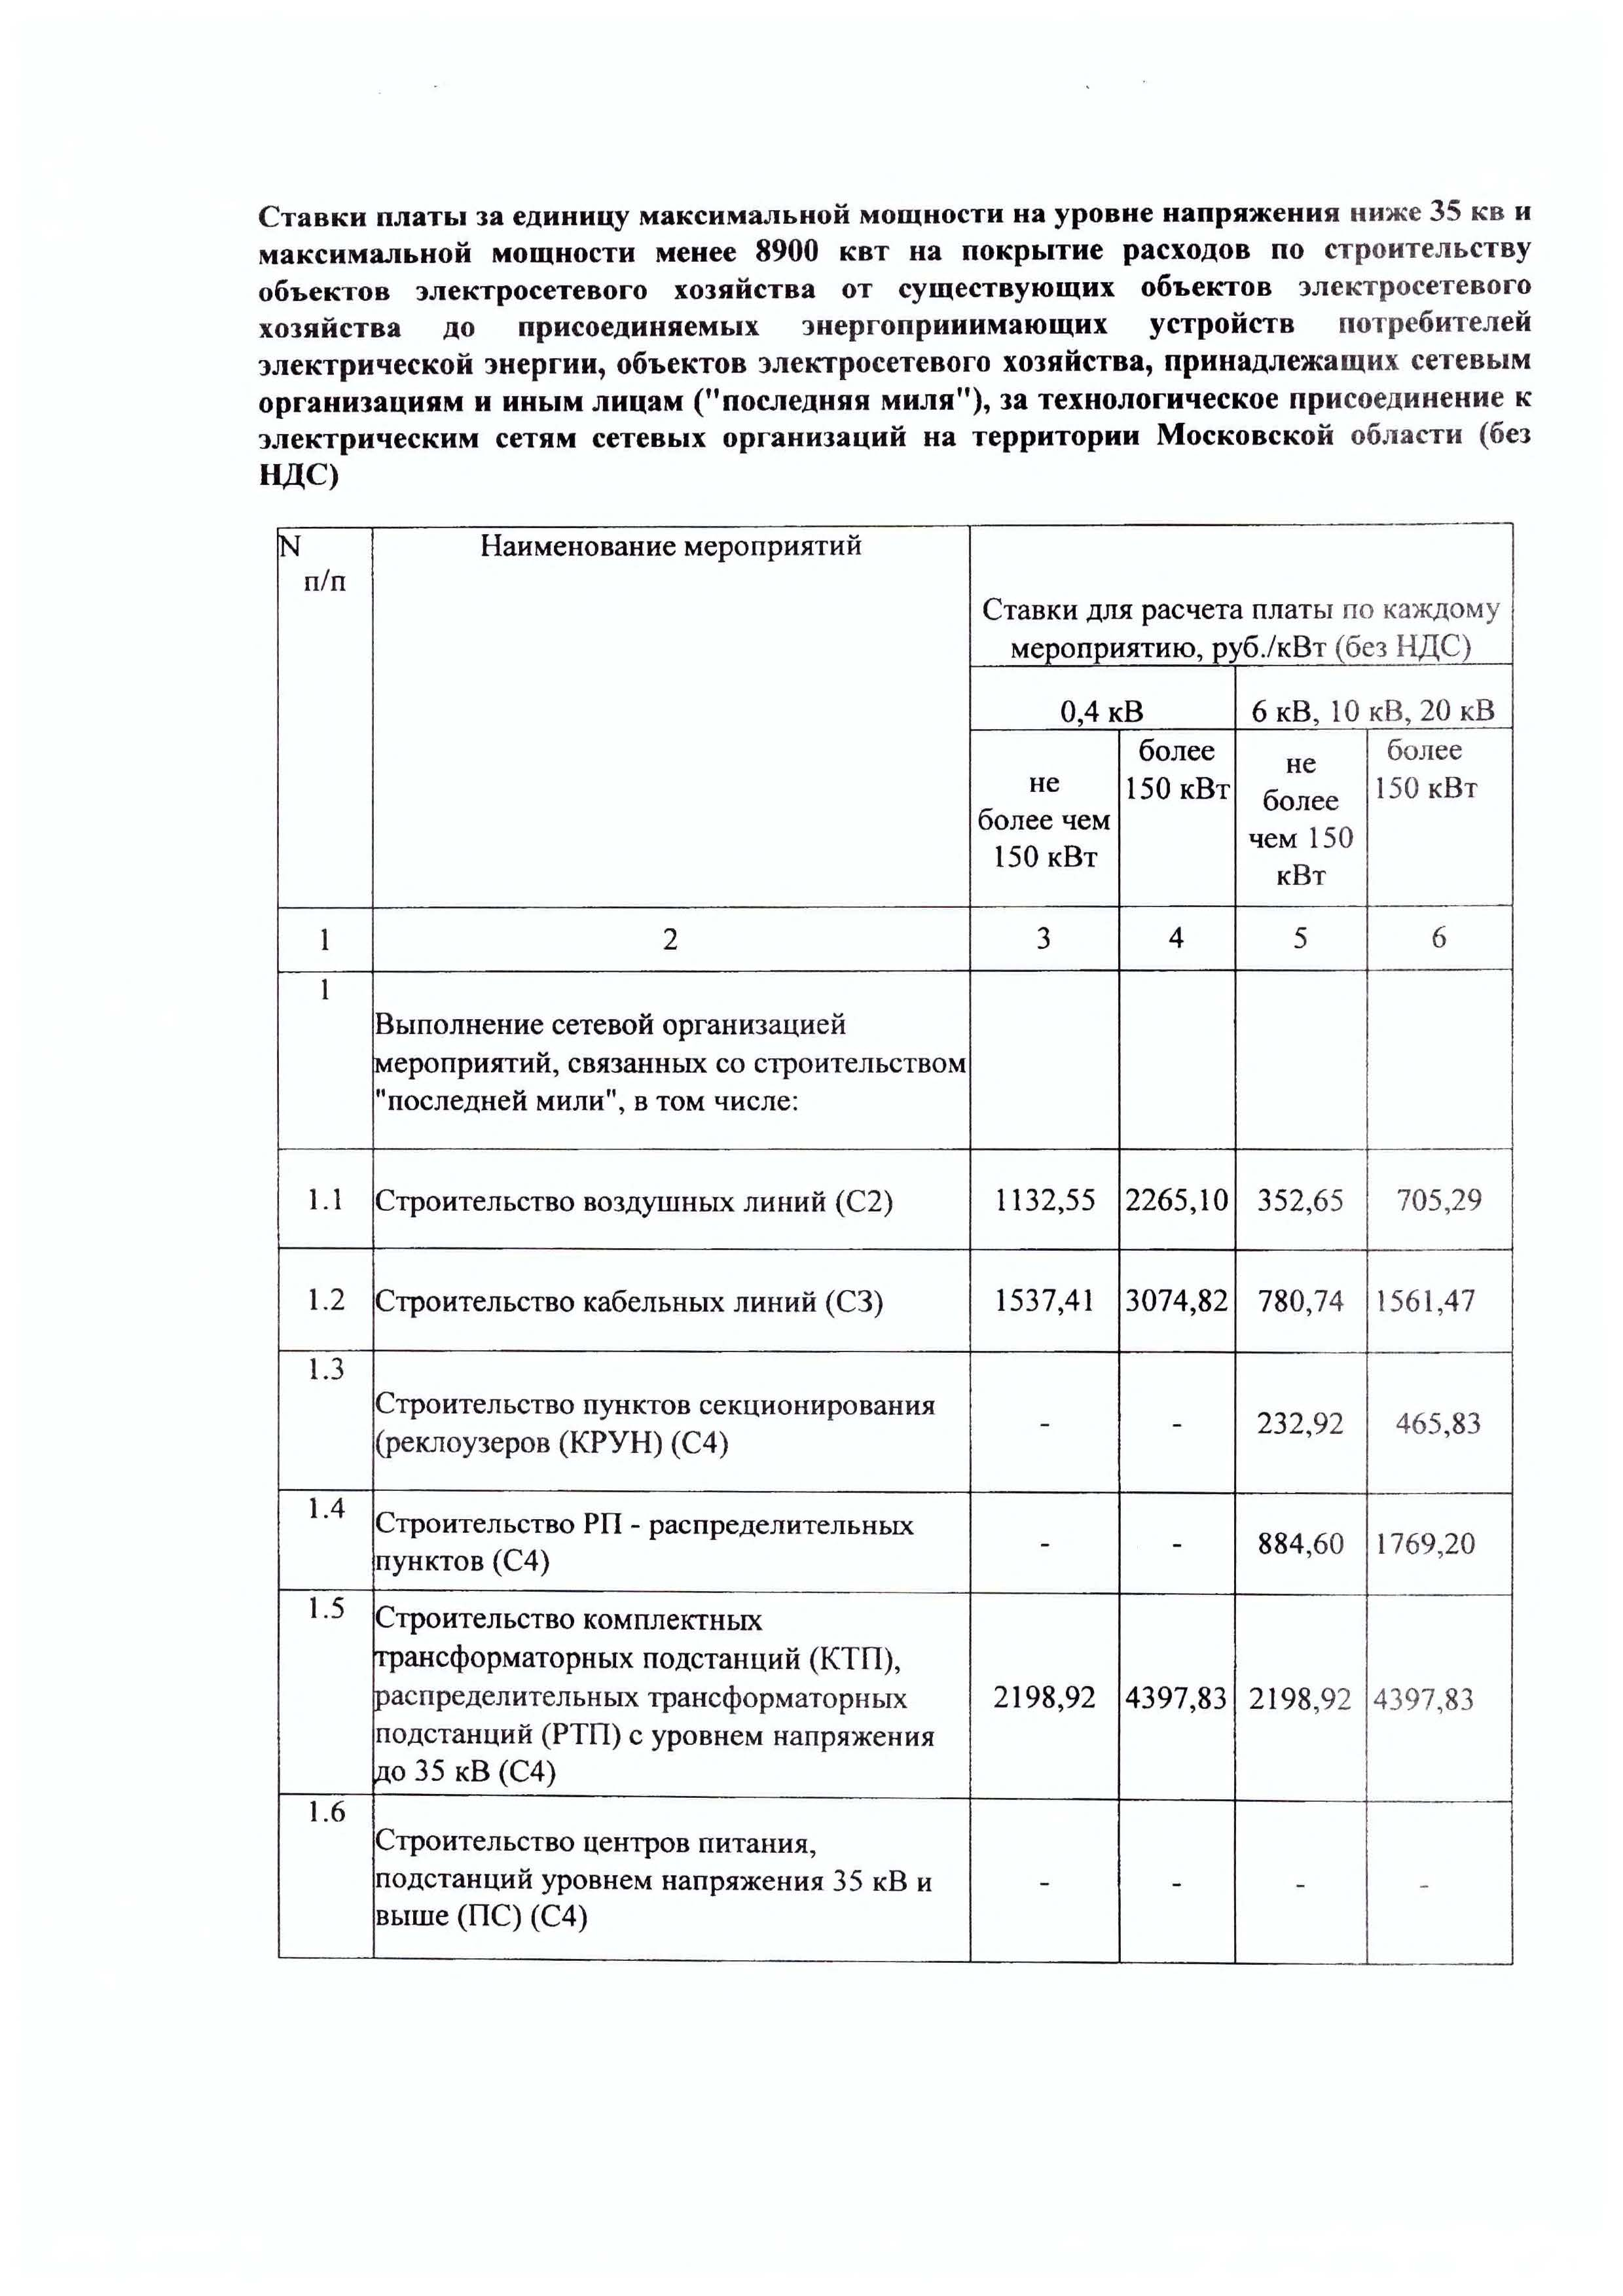 Ставки платы за единицу максимальной мощности на уровне напряжения ниже 35 кв и
максимальной мощности менее 8900 квт на покрытие расходов по строительству
объектов электросетевого хозяйства от существующих объектов электросетевого
хозяйства до присоединяемых энергопринимающих устройств потребителей
электрической энергии, объектов электросетевого хозяйства, принадлежащих сетевым
организациям и иным лицам ("последняя миля"), за технологическое присоединение к
электрическим сетям сетевых организаций на территории Московской области (без
НДС)
N
п/п
Наименование мероприятий
Ставки для расчета платы по каждому
мероприятию, руб./кВт (без НДС)
0,4 кВ
6 кВ, 10 кВ, 20 кВ
не
более чем
150 кВт
более
150 кВт
не
более
чем 150
кВт
более
150 кВт
1 2 3 4 5 6
1
Выполнение сетевой организацией
мероприятий, связанных со строительством
"последней мили", в том числе:
1.1 Строительство воздушных линий (С2) 1132,55 2265,10 352,65 705,29
1.2 Строительство кабельных линий (С3) 1537,41 3074,82 780,74 1561,47
1.3
Строительство пунктов секционирования
(реклоузеров (КРУН) (С4)
- - 232,92 465,83
1.4
Строительство РП - распределительных
пунктов (С4)
- - 884,60 1769,20
1.5
Строительство комплектных
трансформаторных подстанций (КТП),
распределительных трансформаторных
подстанций (РТП) с уровнем напряжения
до 35 кВ (С4)
2198,92 4397,83 2198,92 4397,83
1.6
Строительство центров питания,
подстанций уровнем напряжения 35 кВ и
выше (ПС) (С4)
- - - -